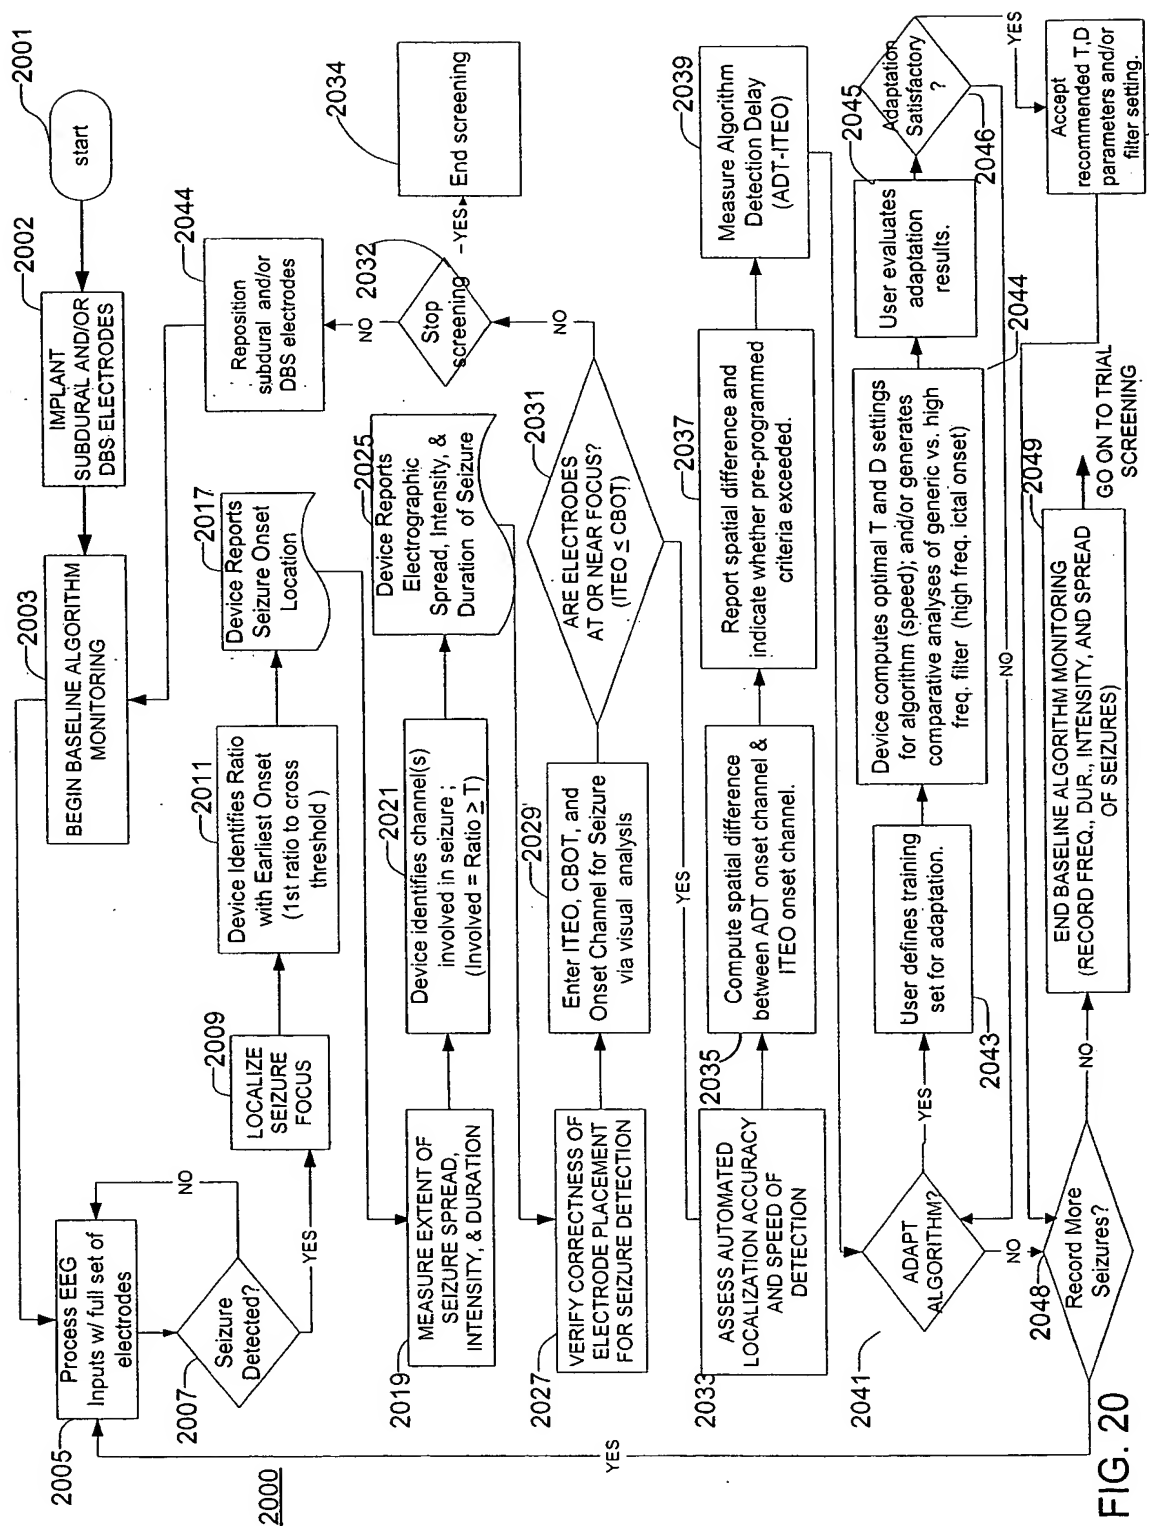 2000
2001
start
2002
IMPLANT
SUBDURAL AND/OR
DBS ELECTRODES
2003
BEGIN BASELINE ALGORITHM
MONITORING
2005
Process EEG
Inputs w/ full set of
electrodes
2007
Seizure
Detected?
NO
YES
2009
LOCALIZE
SEIZURE
FOCUS
2011
Device Identifies Ratio
with Earliest Onset
(1st ratio to cross
threshold )
2017
Device Reports
Seizure Onset
Location
2019
MEASURE EXTENT OF
SEIZURE SPREAD,
INTENSITY, & DURATION
2021
Device identifies channel(s)
involved in seizure ;
(Involved = Ratio ≥ T)
2025
Device Reports
Electrographic
Spread, Intensity, &
Duration of Seizure
2027
VERIFY CORRECTNESS OF
ELECTRODE PLACEMENT
FOR SEIZURE DETECTION
2029
Enter ITEO, CBOT, and
Onset Channel for Seizure
via visual analysis
2031
ARE ELECTRODES
AT OR NEAR FOCUS?
(ITEO ≤ CBOT)
NO
YES
2032
Stop
screening
NO
YES
2034
End screening
2044
Reposition
subdural and/or
DBS electrodes
2033
ASSESS AUTOMATED
LOCALIZATION ACCURACY
AND SPEED OF
DETECTION
2035
Compute spatial difference
between ADT onset channel &
ITEO onset channel.
2037
Report spatial difference and
indicate whether pre-programmed
criteria exceeded.
2039
Measure Algorithm
Detection Delay
(ADT-ITEO)
2041
ADAPT
ALGORITHM?
YES
NO
2043
User defines training
set for adaptation.
2044
Device computes optimal T and D settings
for algorithm (speed); and/or generates
comparative analyses of generic vs. high
freq. filter (high freq. ictal onset)
2045
User evaluates
adaptation
results.
2046
Adaptation
Satisfactory
?
YES
NO
Accept
recommended T,D
parameters and/or
filter setting.
2048
Record More
Seizures?
YES
NO
2049
END BASELINE ALGORITHM MONITORING
(RECORD FREQ., DUR., INTENSITY, AND SPREAD
OF SEIZURES)
GO ON TO TRIAL
SCREENING
FIG. 20